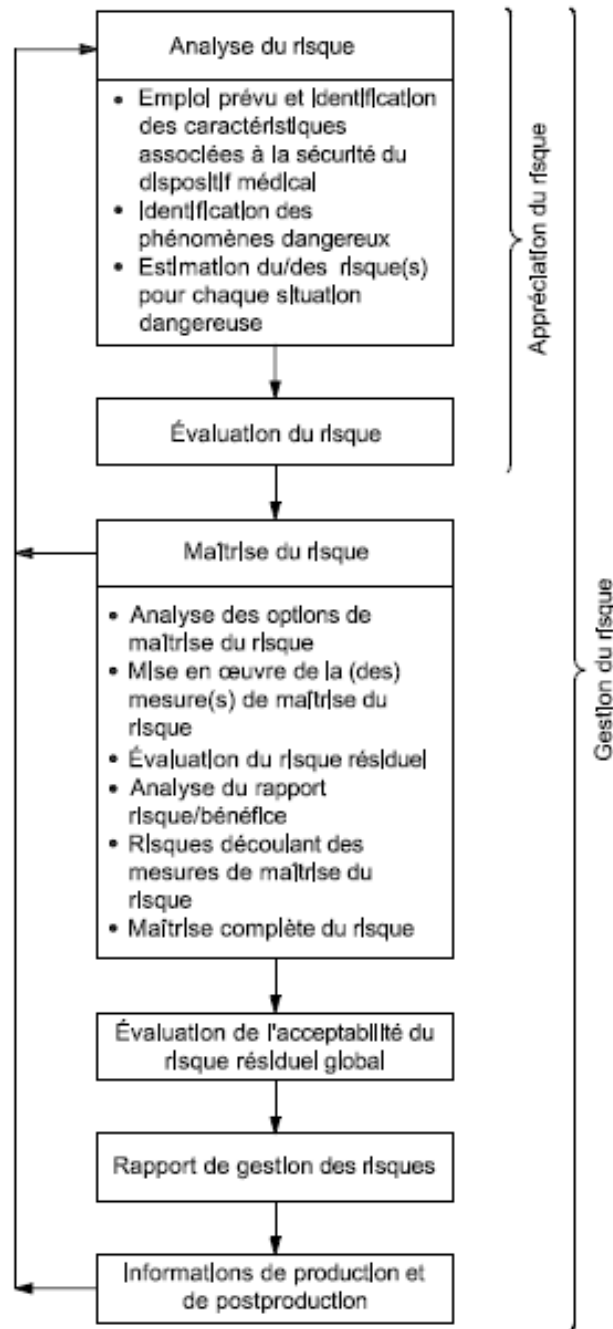 Analyse du risque
• Emploi prévu et identification
des caractéristiques
associées à la sécurité du
dispositif médical
• Identification des
phénomènes dangereux
• Estimation du/des risque(s)
pour chaque situation
dangereuse
Évaluation du risque
Appréciation du risque
Maîtrise du risque
• Analyse des options de
maîtrise du risque
• Mise en œuvre de la (des)
mesure(s) de maîtrise du
risque
• Évaluation du risque résiduel
• Analyse du rapport
risque/bénéfice
• Risques découlant des
mesures de maîtrise du
risque
• Maîtrise complète du risque
Évaluation de l'acceptabilité du
risque résiduel global
Rapport de gestion des risques
Informations de production et
de postproduction
Gestion du risque